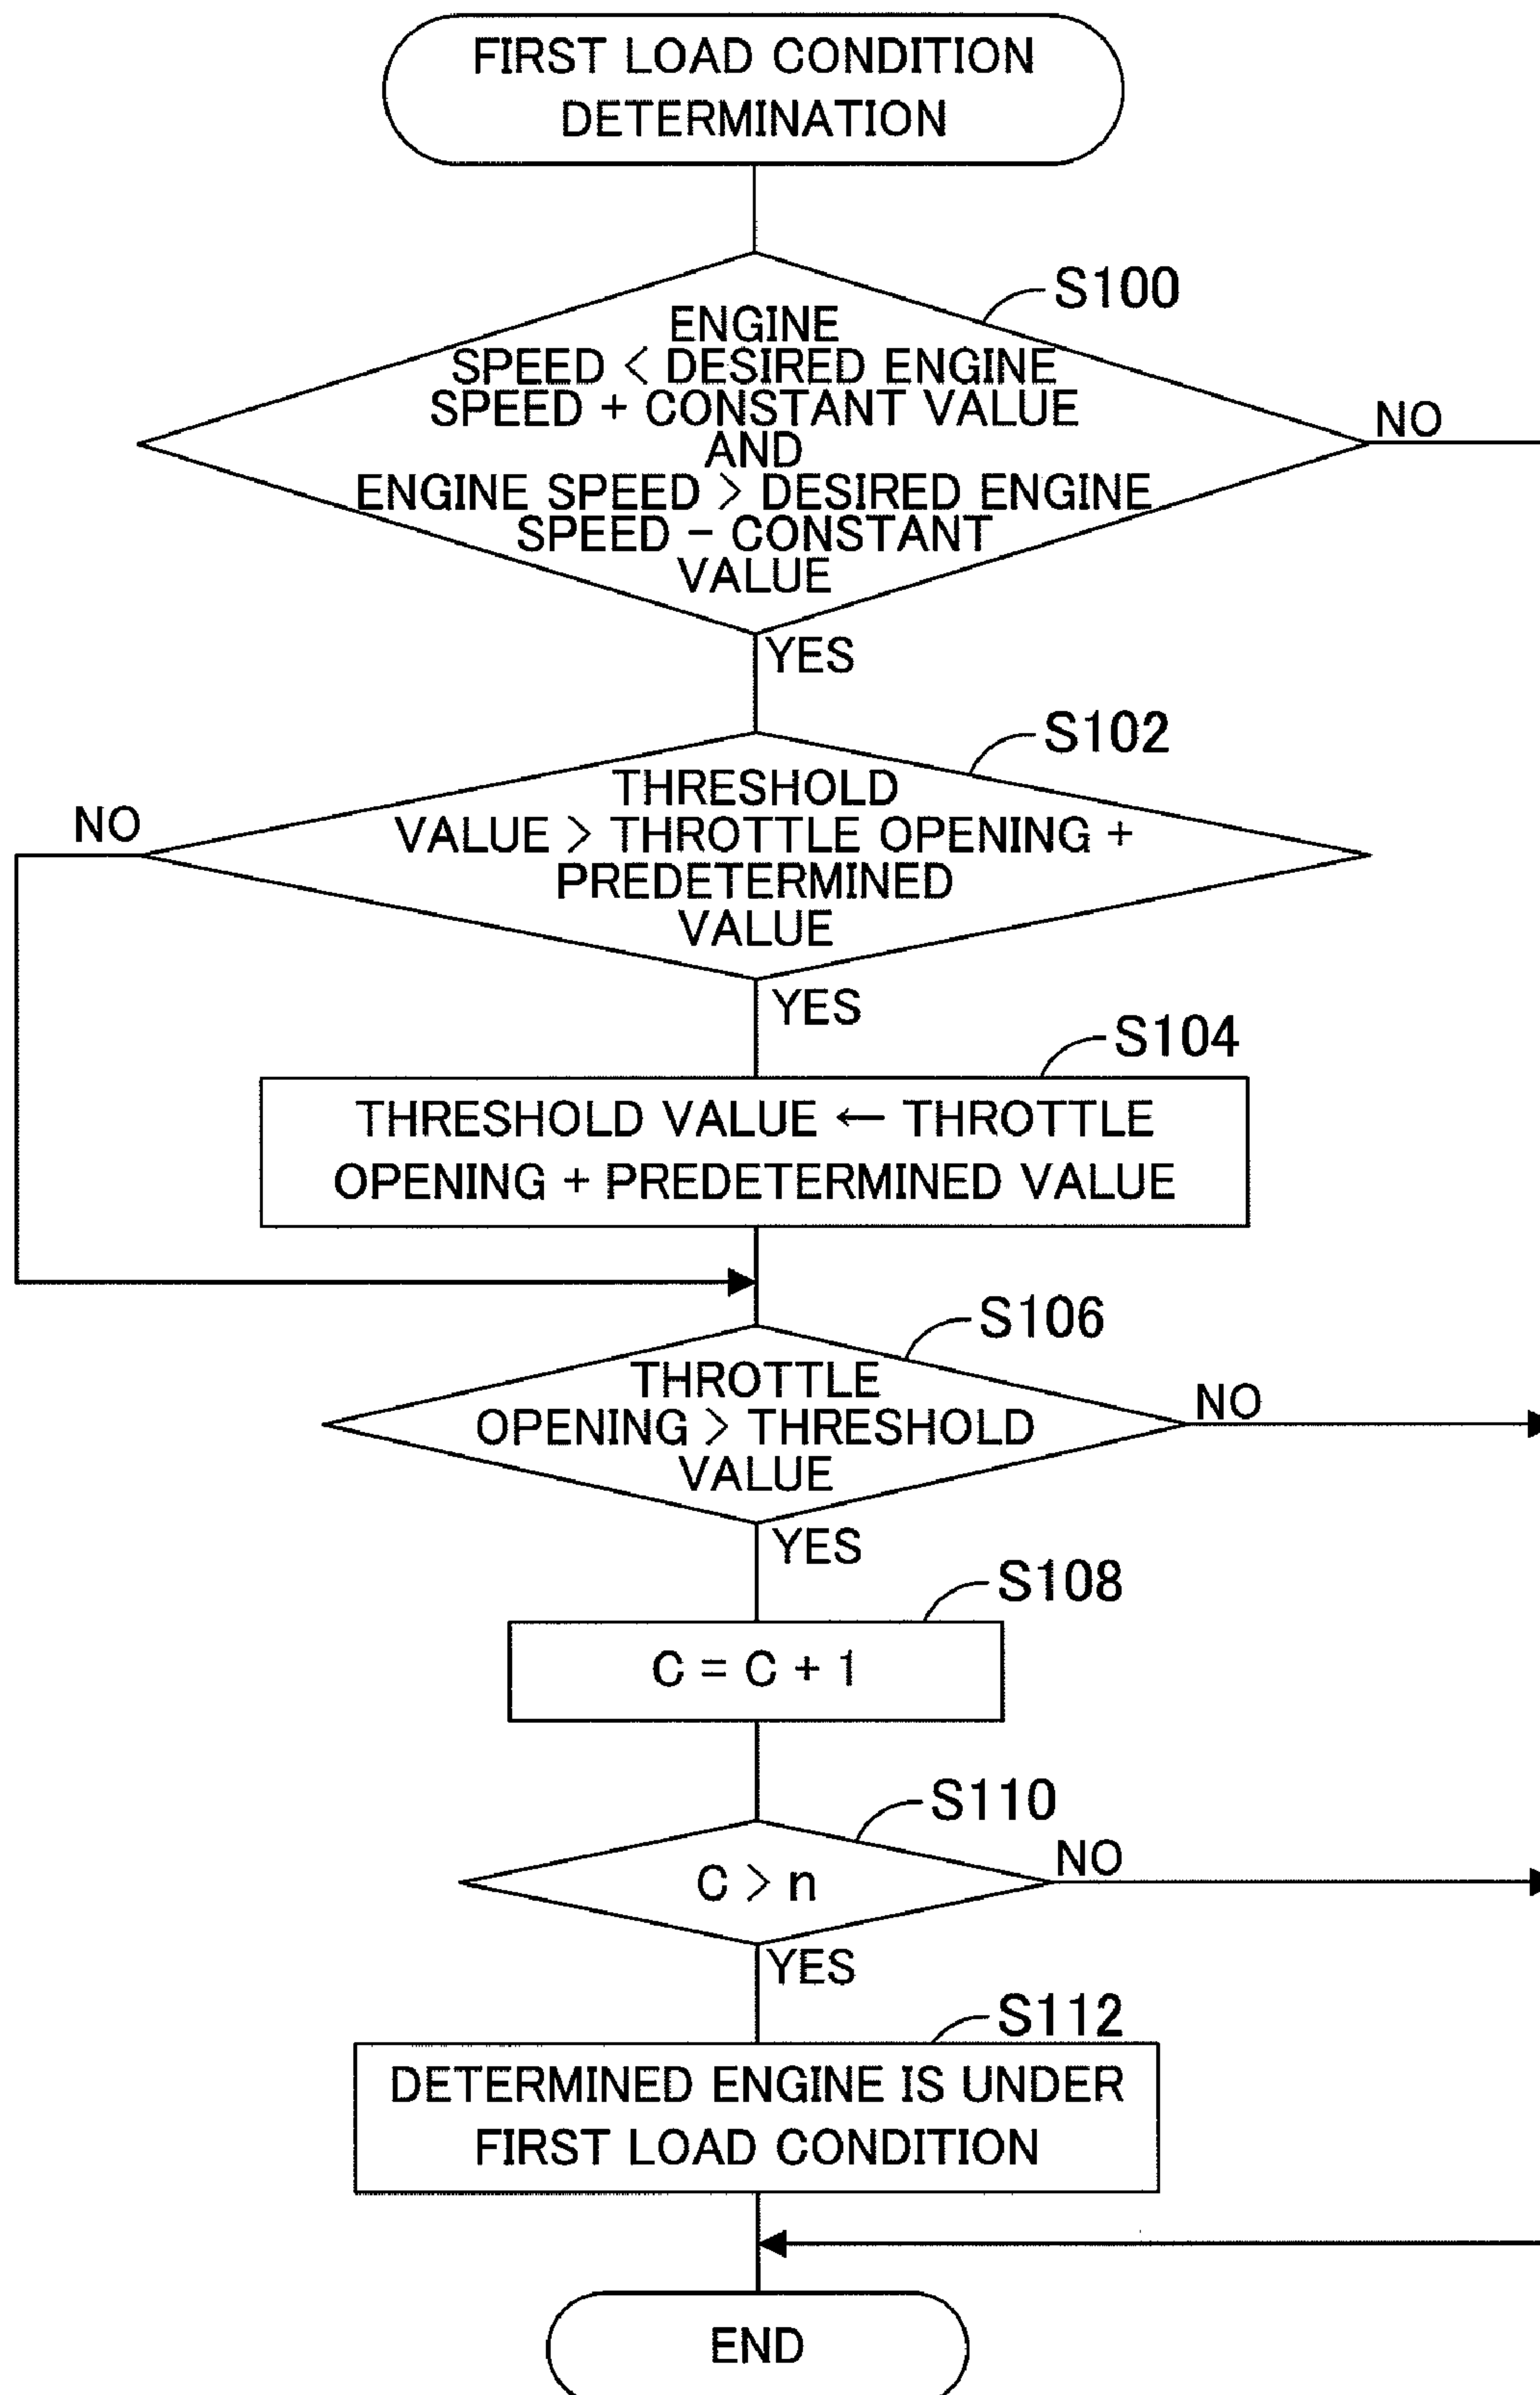 FIRST LOAD CONDITION
DETERMINATION
S100
ENGINE
SPEED < DESIRED ENGINE
SPEED + CONSTANT VALUE
AND
ENGINE SPEED > DESIRED ENGINE
SPEED - CONSTANT
VALUE
NO
YES
S102
THRESHOLD
VALUE > THROTTLE OPENING +
PREDETERMINED
VALUE
NO
YES
S104
THRESHOLD VALUE ← THROTTLE
OPENING + PREDETERMINED VALUE
S106
THROTTLE
OPENING > THRESHOLD
VALUE
NO
YES
S108
C = C + 1
S110
C > n
NO
YES
S112
DETERMINED ENGINE IS UNDER
FIRST LOAD CONDITION
END